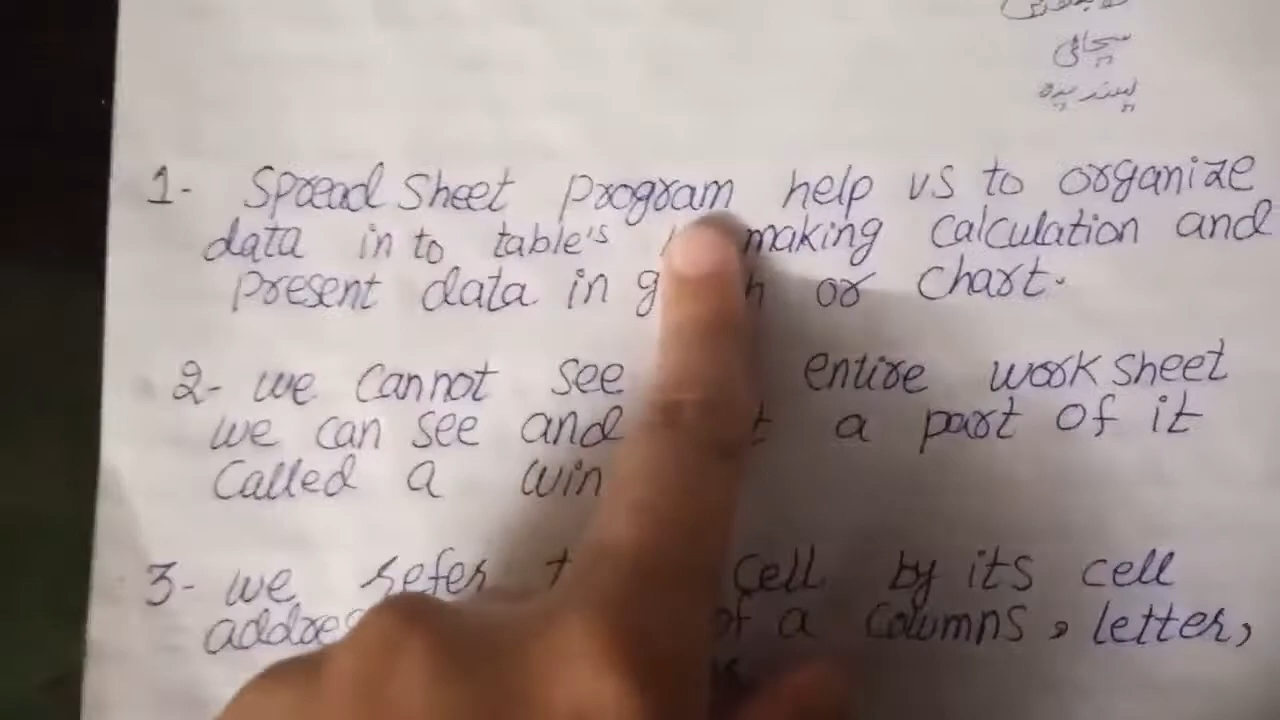 سچائی
پسندیدہ
1- Spread Sheet program help us to organize
data in to table's making calculation and
present data in or chart.
2- we cannot see entire work sheet
we can see and a part of it
called a
3- we refer cell by its cell
of a columns, letter,